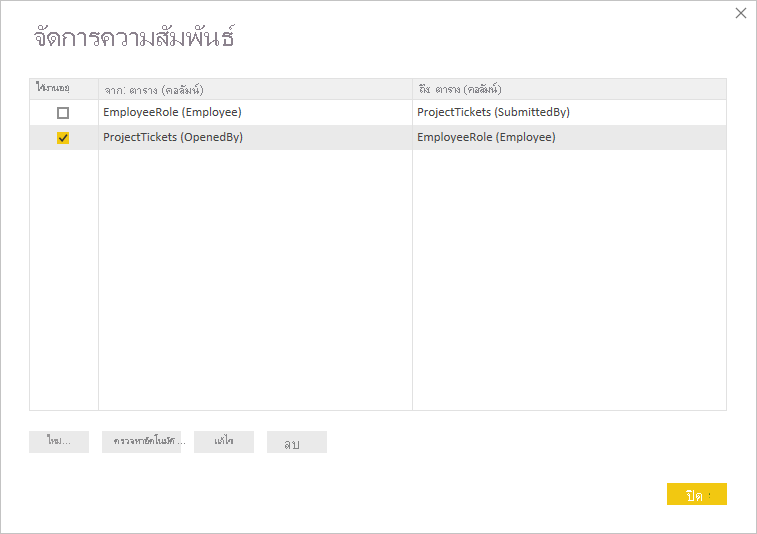 จัดการความสัมพันธ์
ใช้งานอยู่ จาก: ตาราง (คอลัมน์) ถึง: ตาราง (คอลัมน์)
EmployeeRole (Employee) ProjectTickets (SubmittedBy)
ProjectTickets (OpenedBy) EmployeeRole (Employee)
ใหม่... ตรวจหาอัตโนมัติ ... แก้ไข ลบ
ปิด